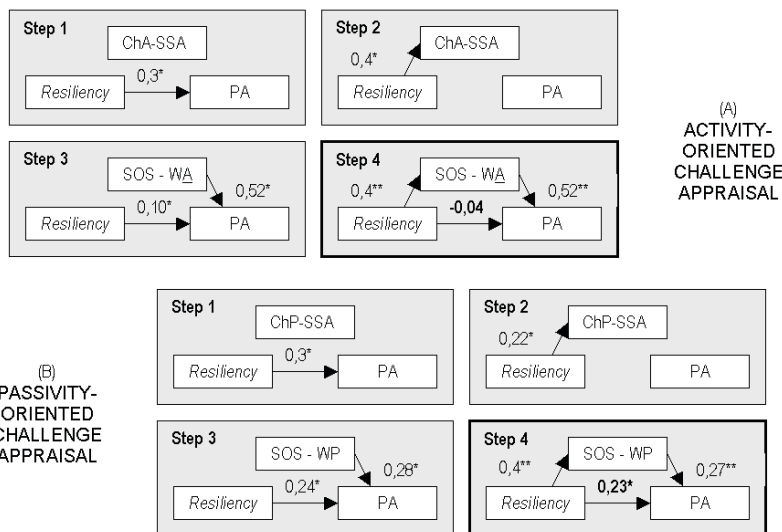 Step 1
ChA-SSA
0,3*
Resiliency
PA
Step 2
ChA-SSA
0,4*
Resiliency
PA
Step 3
SOS - WA
0,52*
0,10*
Resiliency
PA
Step 4
SOS - WA
0,4**
0,52**
-0,04
Resiliency
PA
(A)
ACTIVITY-
ORIENTED
CHALLENGE
APPRAISAL
(B)
PASSIVITY-
ORIENTED
CHALLENGE
APPRAISAL
Step 1
ChP-SSA
0,3*
Resiliency
PA
Step 2
ChP-SSA
0,22*
Resiliency
PA
Step 3
SOS - WP
0,28*
0,24*
Resiliency
PA
Step 4
SOS - WP
0,4**
0,27**
0,23*
Resiliency
PA